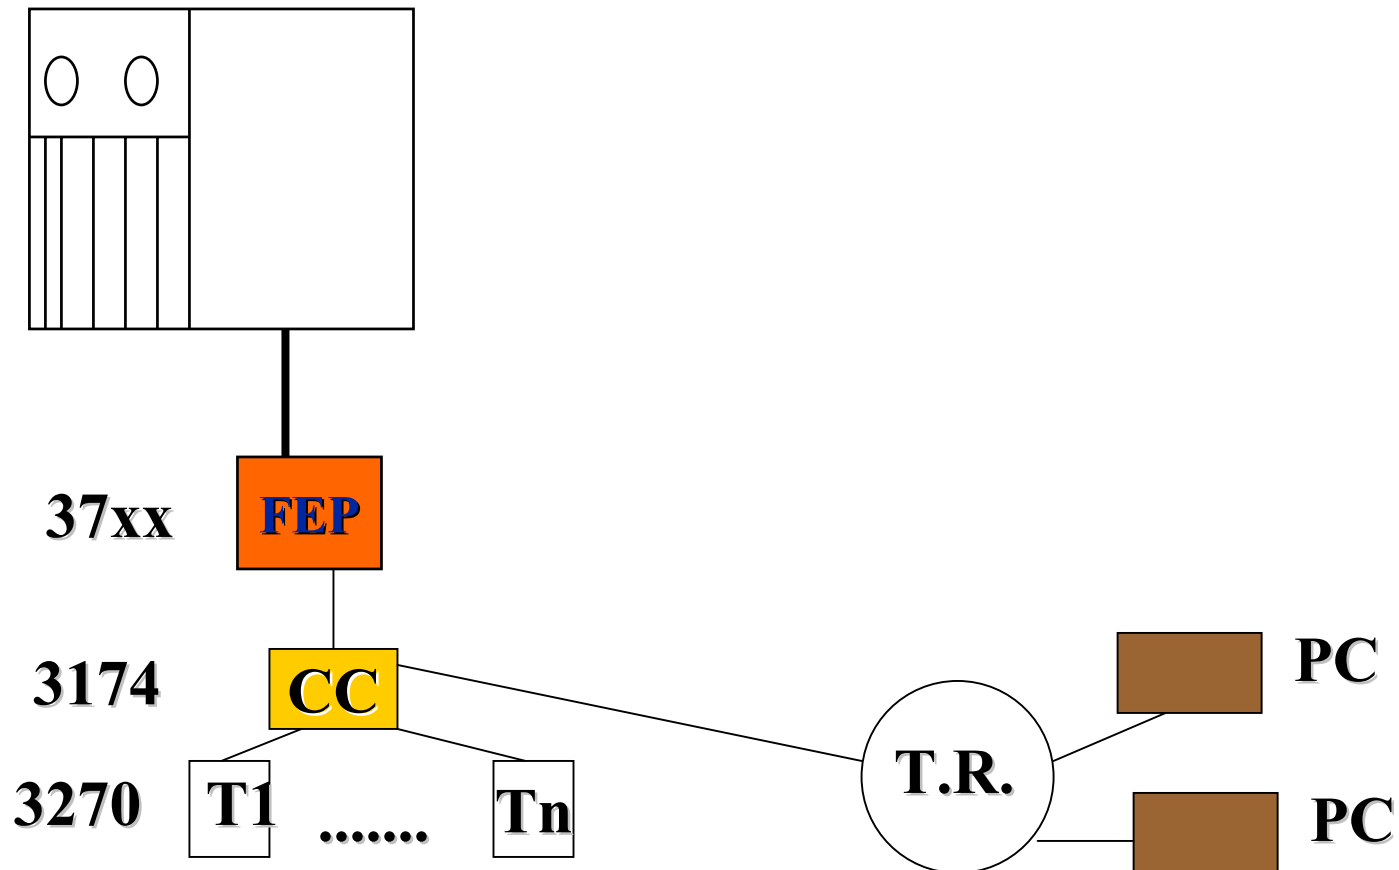 37xx
FEP
3174
CC
PC
T.R.
3270
T1
.......
Tn
PC